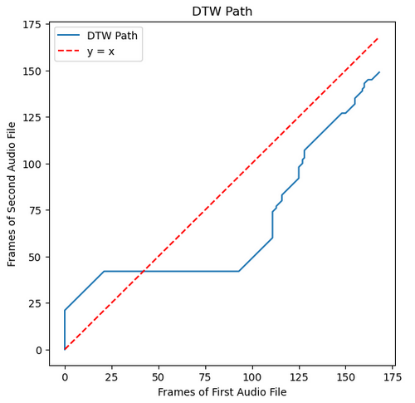 DTW Path
DTW Path
y = x
175
150
125
100
75
50
25
0
Frames of Second Audio File
0 25 50 75 100 125 150 175
Frames of First Audio File